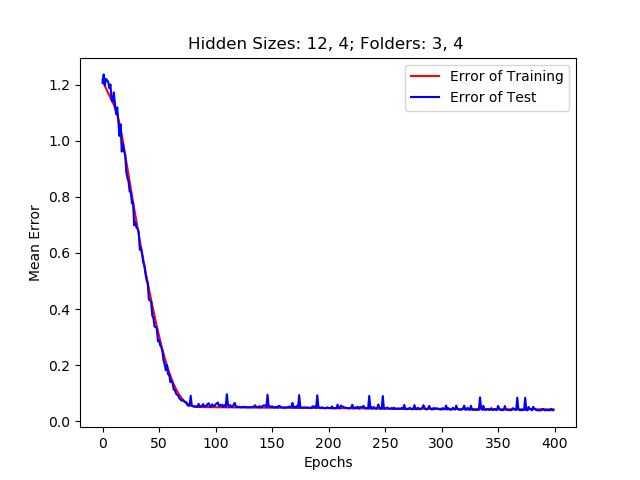 Hidden Sizes: 12, 4; Folders: 3, 4
Error of Training
Error of Test
Mean Error
1.2
1.0
0.8
0.6
0.4
0.2
0.0
0 50 100 150 200 250 300 350 400
Epochs